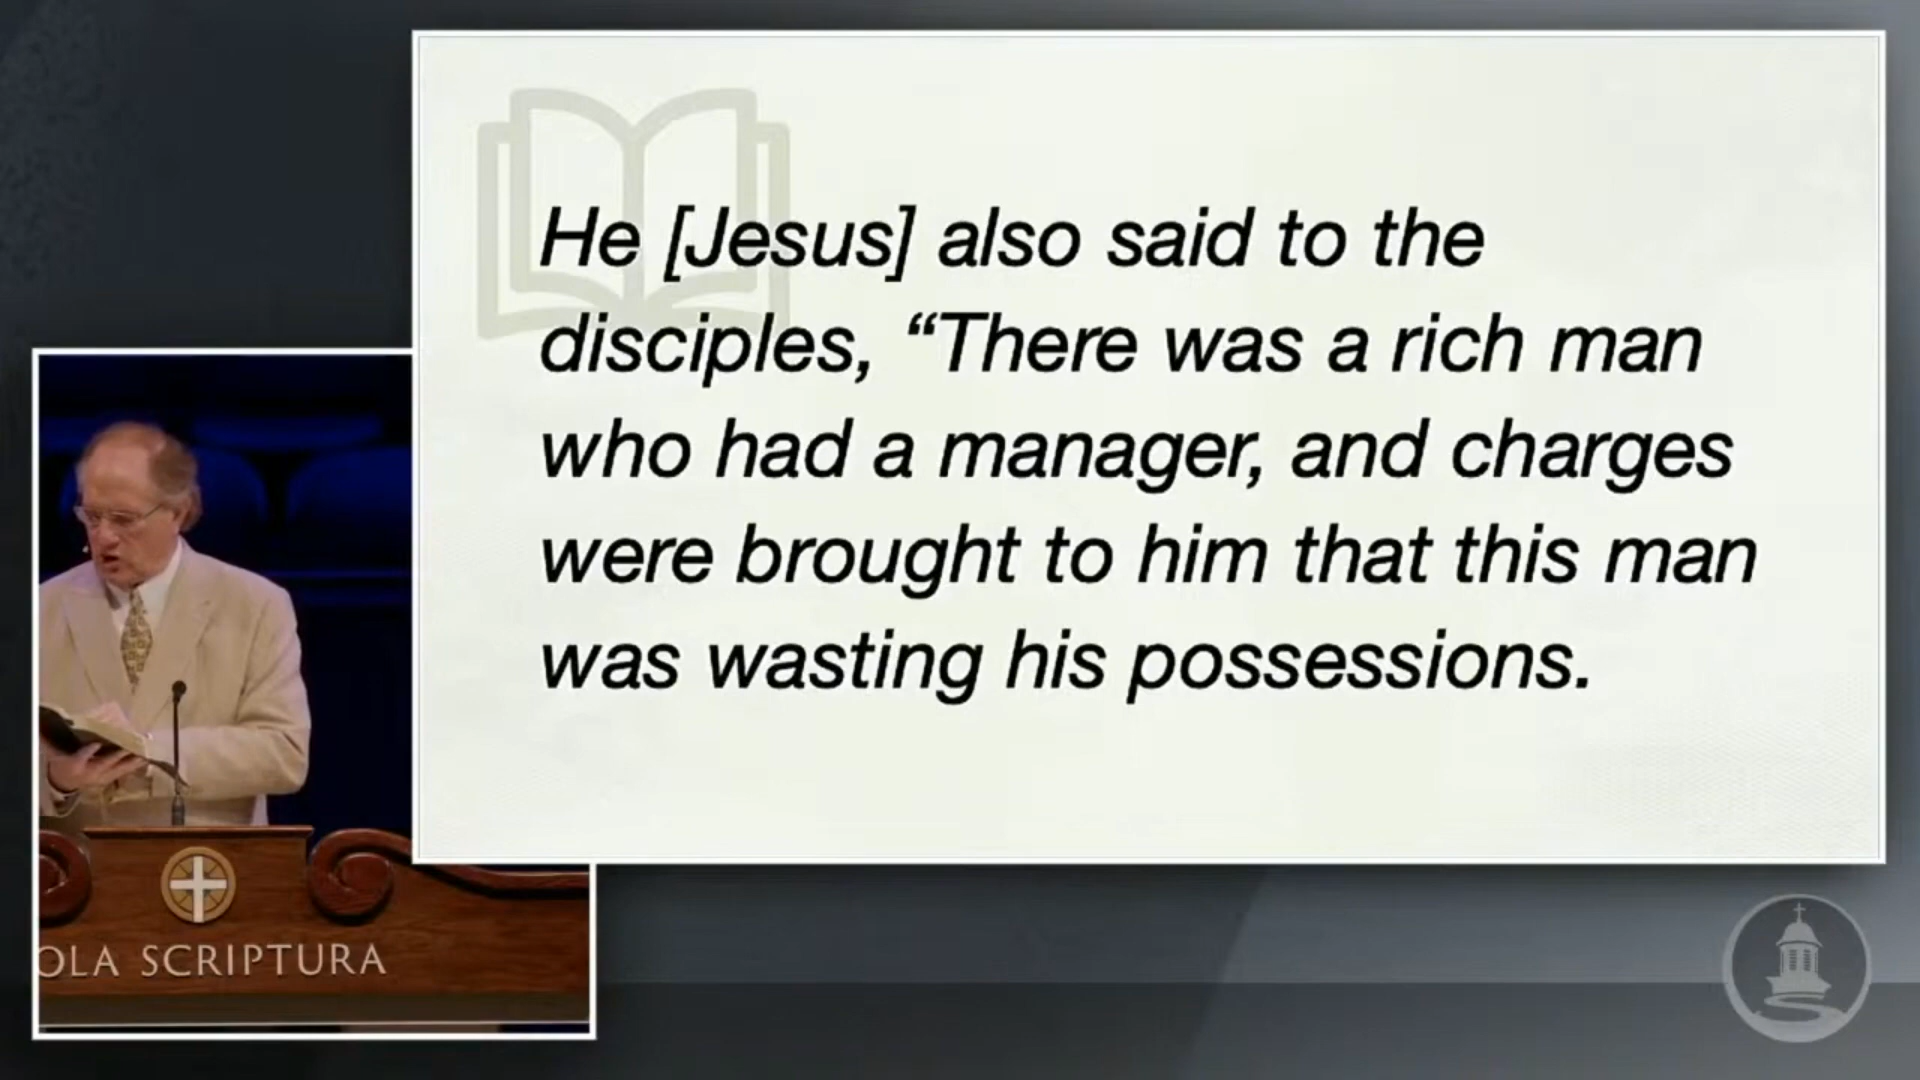 He [Jesus] also said to the
disciples, “There was a rich man
who had a manager, and charges
were brought to him that this man
was wasting his possessions.
OLA SCRIPTURA